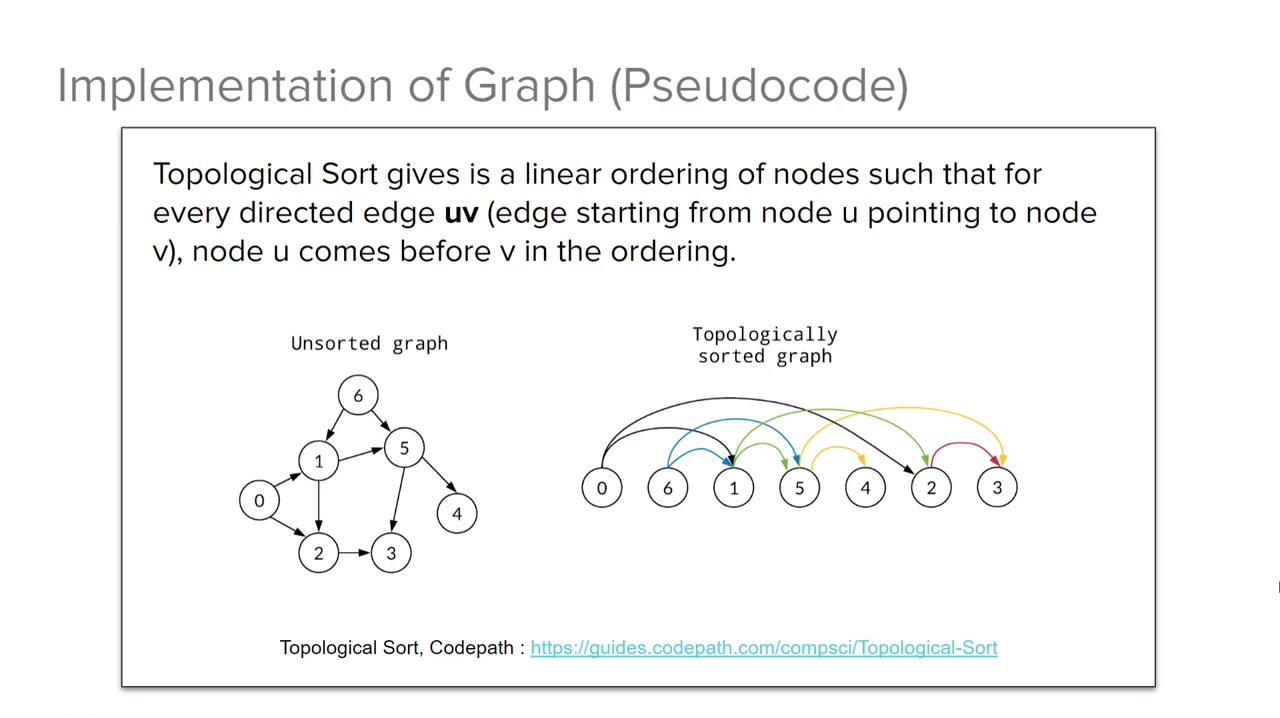 Implementation of Graph (Pseudocode)
Topological Sort gives is a linear ordering of nodes such that for
every directed edge uv (edge starting from node u pointing to node
v), node u comes before v in the ordering.
Unsorted graph
6
1
5
0
4
2
3
Topologically
sorted graph
0 6 1 5 4 2 3
Topological Sort, Codepath : https://guides.codepath.com/compsci/Topological-Sort